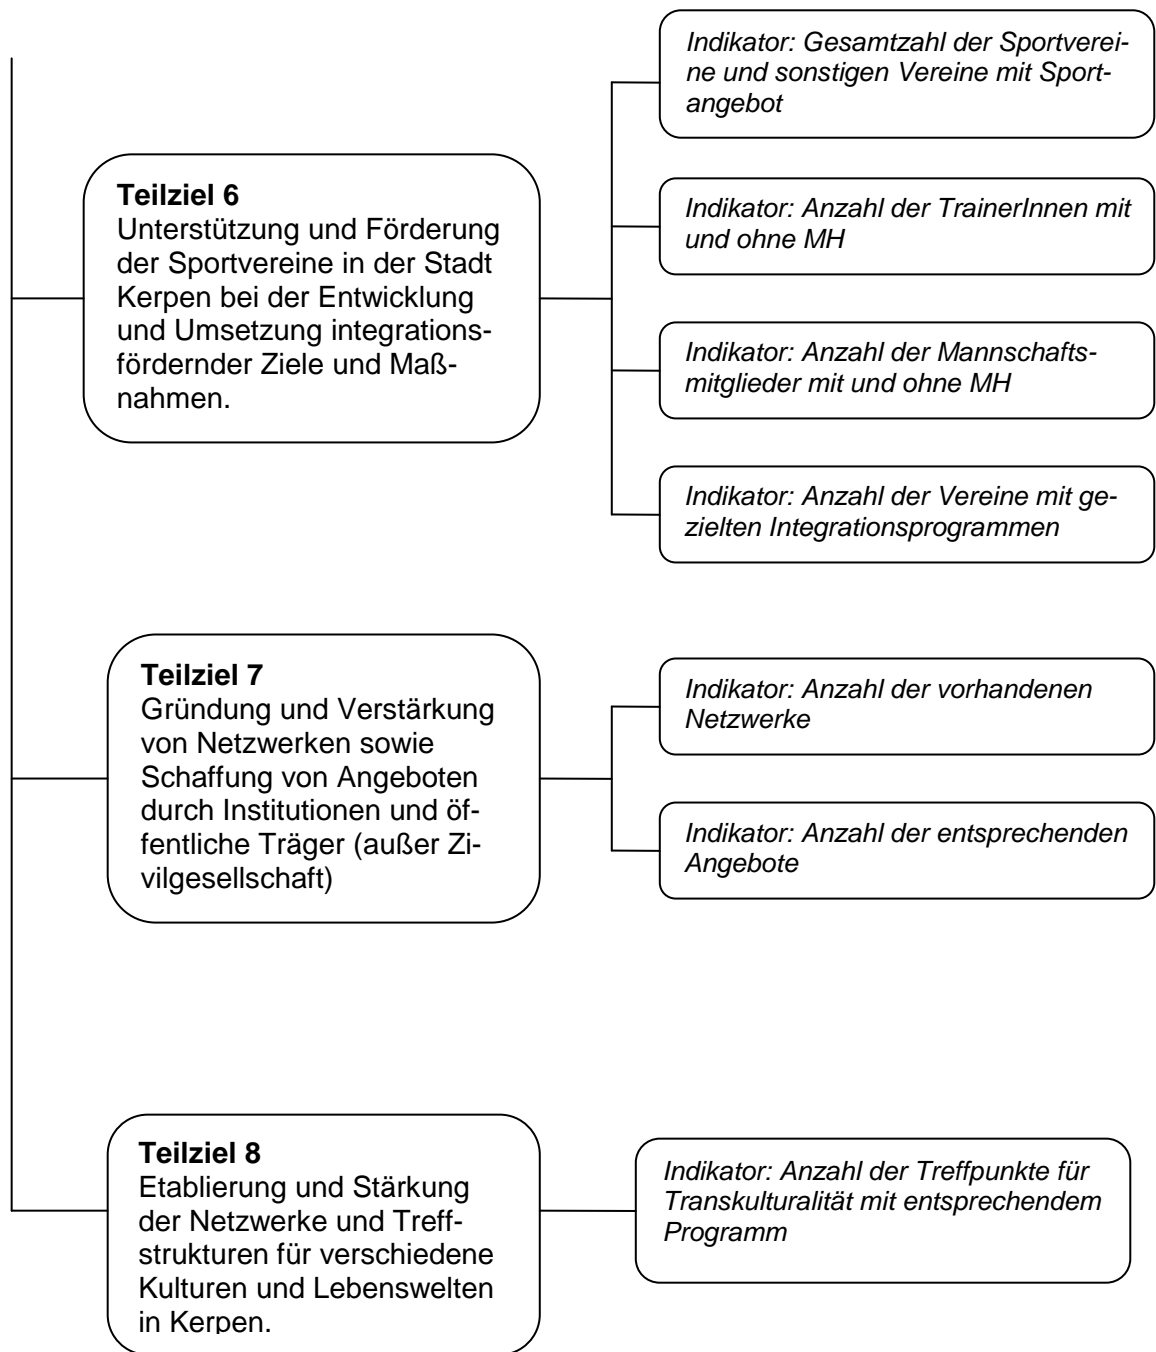 Teilziel 6
Unterstützung und Förderung
der Sportvereine in der Stadt
Kerpen bei der Entwicklung
und Umsetzung integrations-
fördernder Ziele und Maß-
nahmen.
Indikator: Gesamtzahl der Sportverei-
ne und sonstigen Vereine mit Sport-
angebot
Indikator: Anzahl der TrainerInnen mit
und ohne MH
Indikator: Anzahl der Mannschafts-
mitglieder mit und ohne MH
Indikator: Anzahl der Vereine mit ge-
zielten Integrationsprogrammen
Teilziel 7
Gründung und Verstärkung
von Netzwerken sowie
Schaffung von Angeboten
durch Institutionen und öf-
fentliche Träger (außer Zi-
vilgesellschaft)
Indikator: Anzahl der vorhandenen
Netzwerke
Indikator: Anzahl der entsprechenden
Angebote
Teilziel 8
Etablierung und Stärkung
der Netzwerke und Treff-
strukturen für verschiedene
Kulturen und Lebenswelten
in Kerpen.
Indikator: Anzahl der Treffpunkte für
Transkulturalität mit entsprechendem
Programm